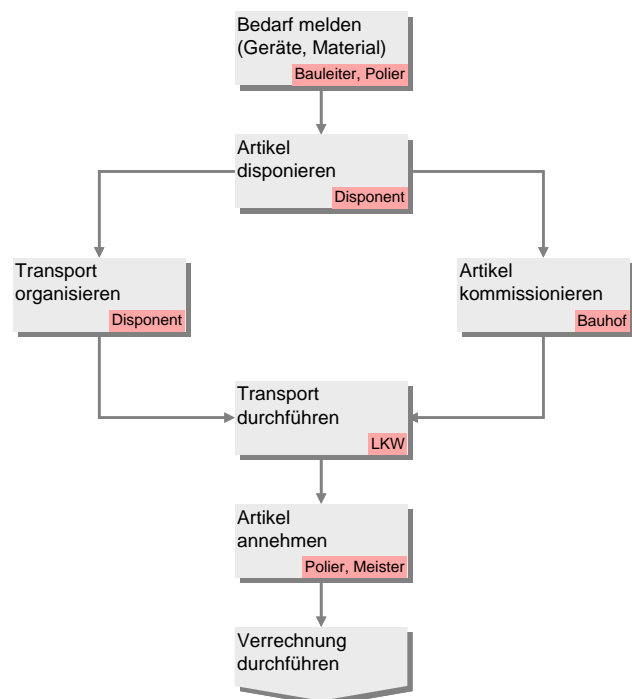 Bedarf melden
(Geräte, Material)
Bauleiter, Polier
Artikel
disponieren
Disponent
Transport
organisieren
Disponent
Artikel
kommissionieren
Bauhof
Transport
durchführen
LKW
Artikel
annehmen
Polier, Meister
Verrechnung
durchführen